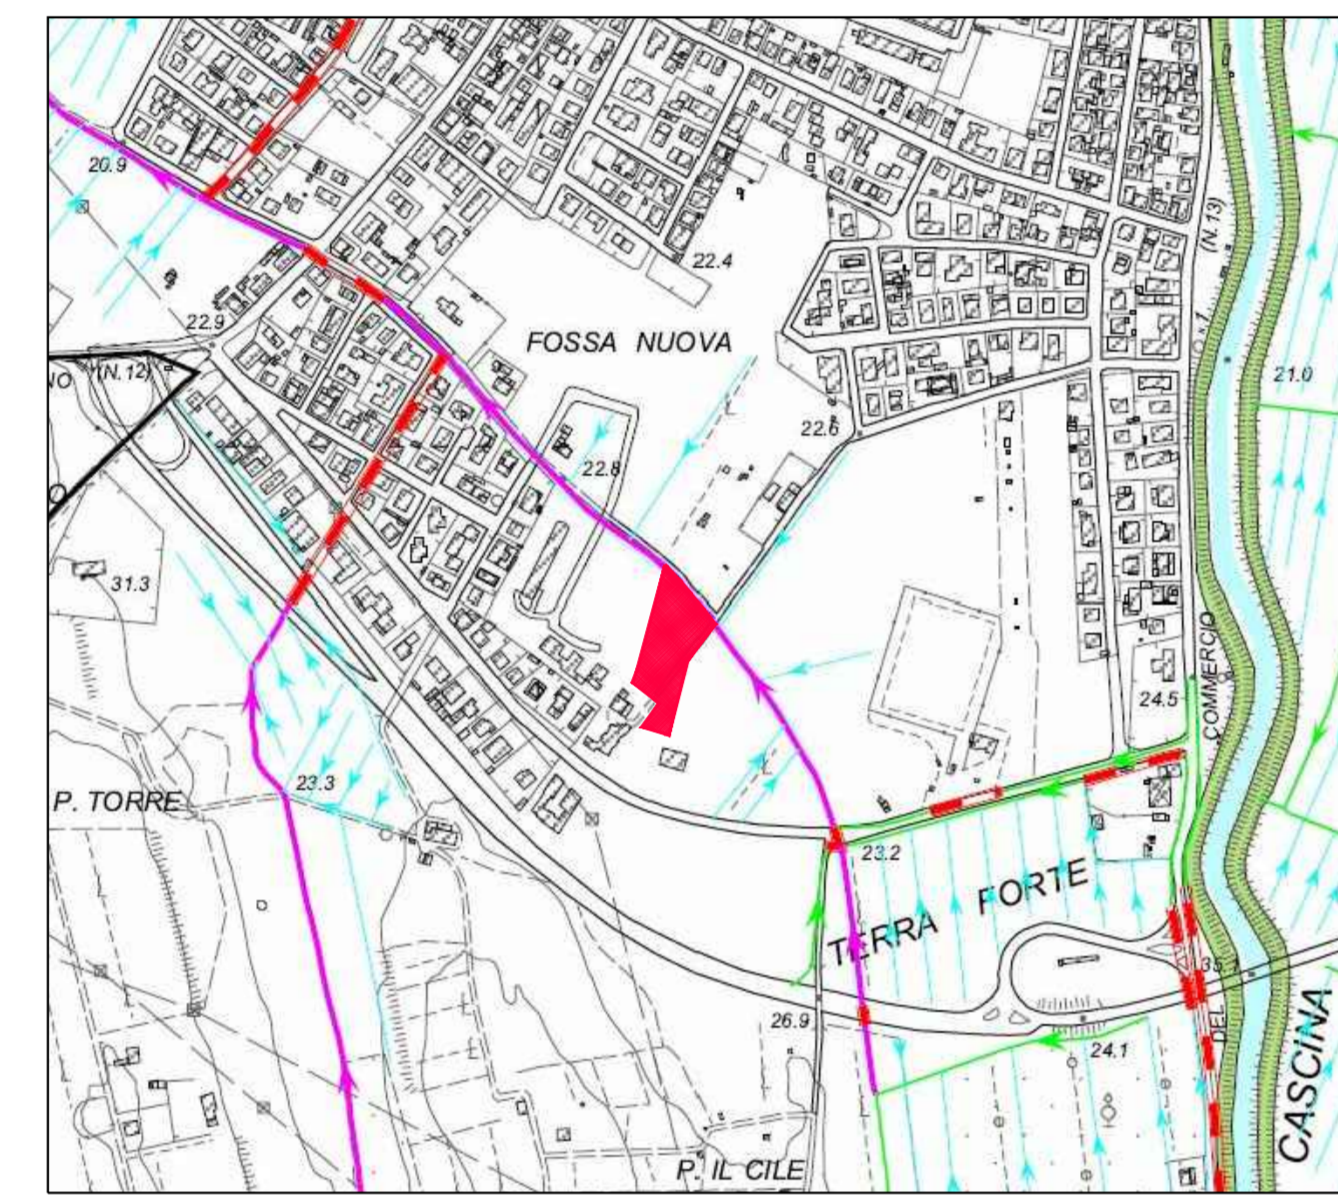 20.9
(N.13)
22.4
22.9
FOSSA NUOVA
(N.12)
21.0
22.6
22.8
31.3
COMMERCIO
24.5
23.3
P. TORRE
23.2
TERRA FORTE
26.9
DEL
24.1
CASCINA
P. IL CILE